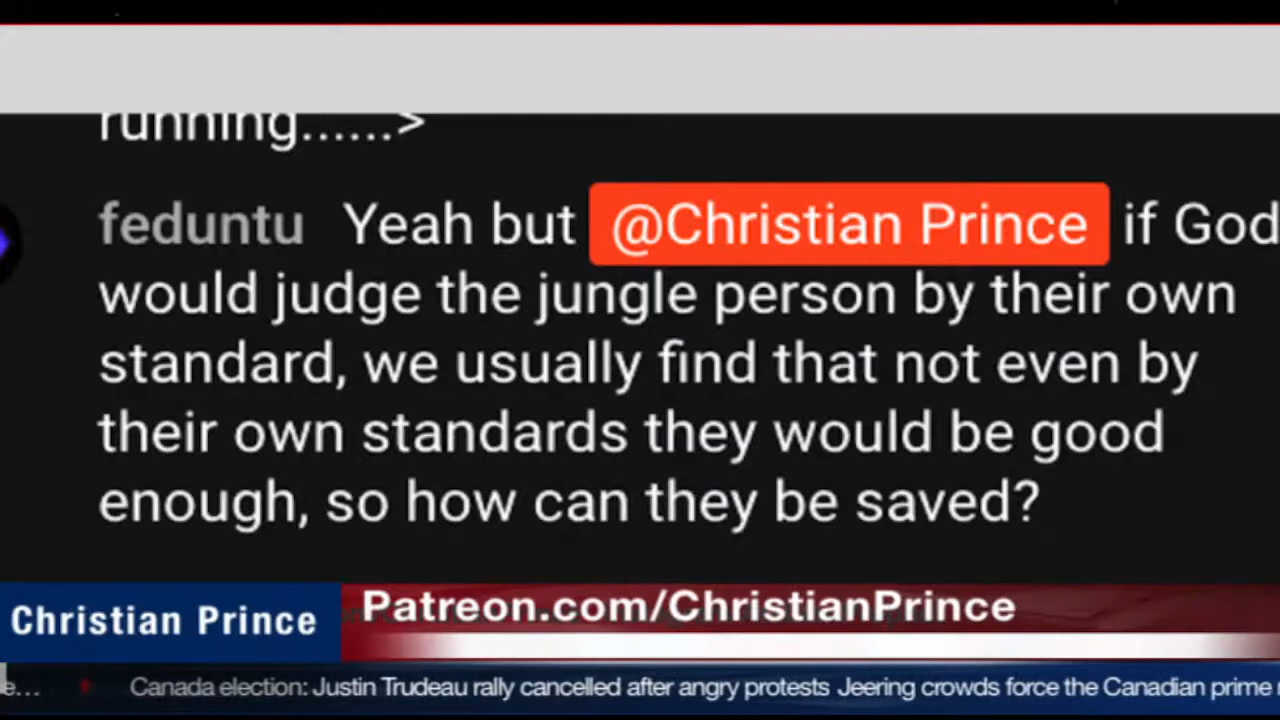 running......>
feduntu Yeah but @Christian Prince if God
would judge the jungle person by their own
standard, we usually find that not even by
their own standards they would be good
enough, so how can they be saved?
Christian Prince
Patreon.com/ChristianPrince
e... Canada election: Justin Trudeau rally cancelled after angry protests Jeering crowds force the Canadian prime